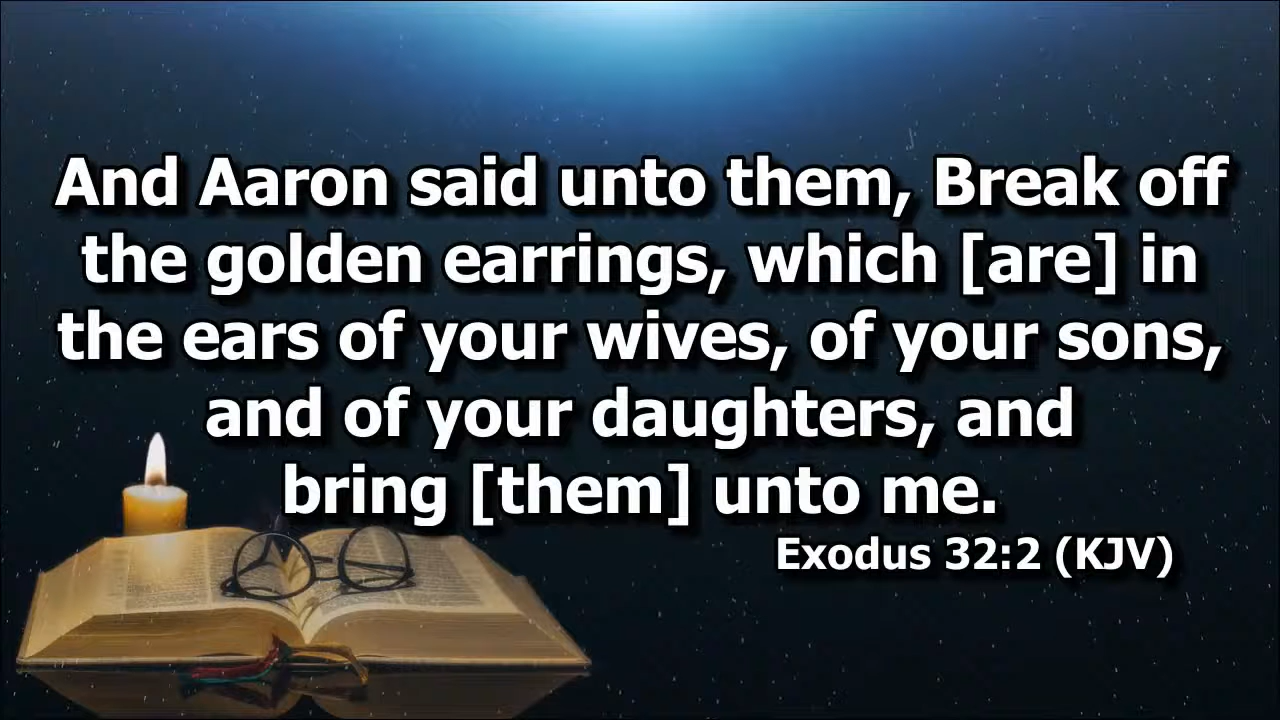 And Aaron said unto them, Break off
the golden earrings, which [are] in
the ears of your wives, of your sons,
and of your daughters, and
bring [them] unto me.
Exodus 32:2 (KJV)